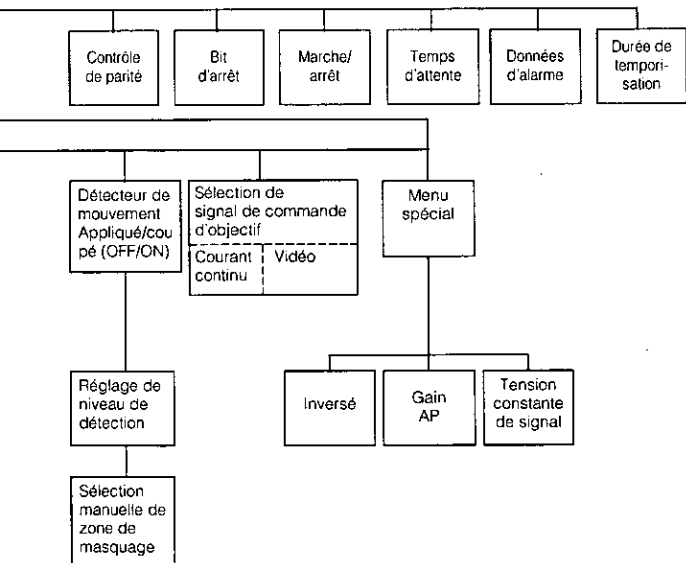 Contrôle
de parité
Bit
d'arrêt
Marche/
arrêt
Temps
d'attente
Données
d'alarme
Durée de
tempori-
sation
Détecteur de
mouvement
Appliqué/cou
pé (OFF/ON)
Sélection de
signal de commande
d'objectif
Courant
continu
Vidéo
Menu
spécial
Réglage de
niveau de
détection
Inversé
Gain
AP
Tension
constante
de signal
Sélection
manuelle de
zone de
masquage